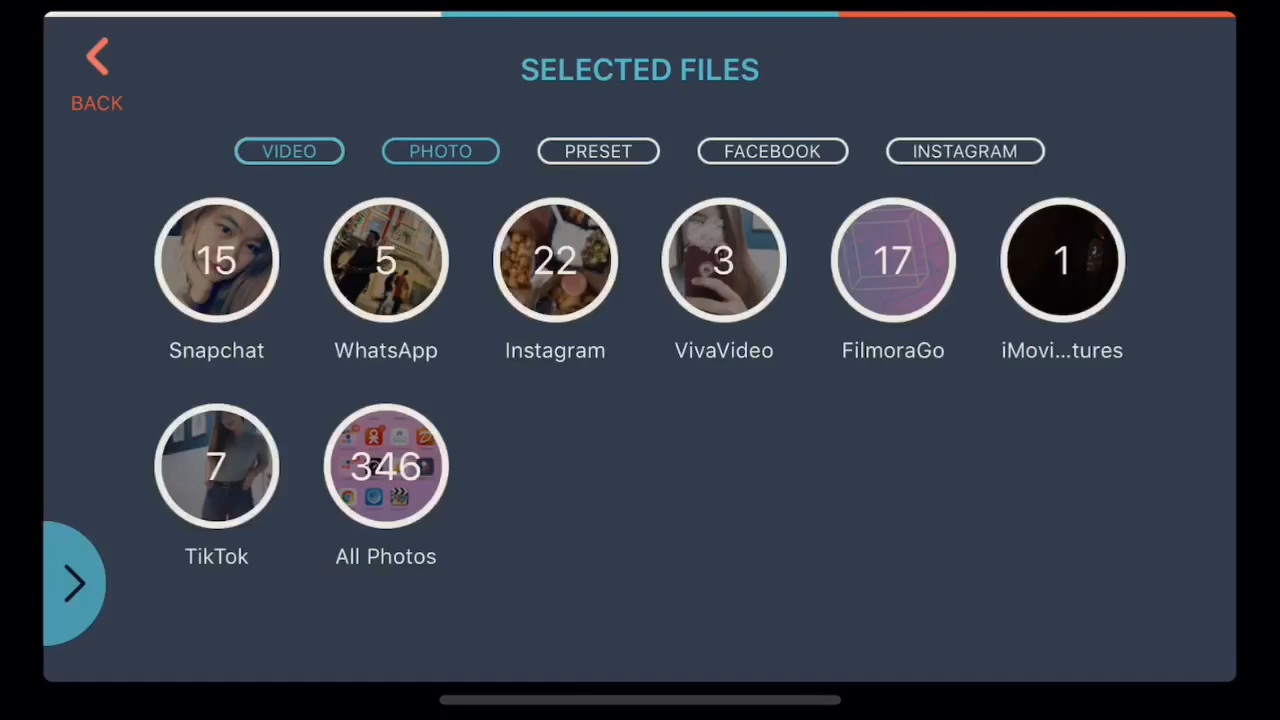 SELECTED FILES
BACK
VIDEO PHOTO PRESET FACEBOOK INSTAGRAM
15 5 22 3 17 1
Snapchat WhatsApp Instagram VivaVideo FilmoraGo iMovi...tures
7 346
TikTok All Photos